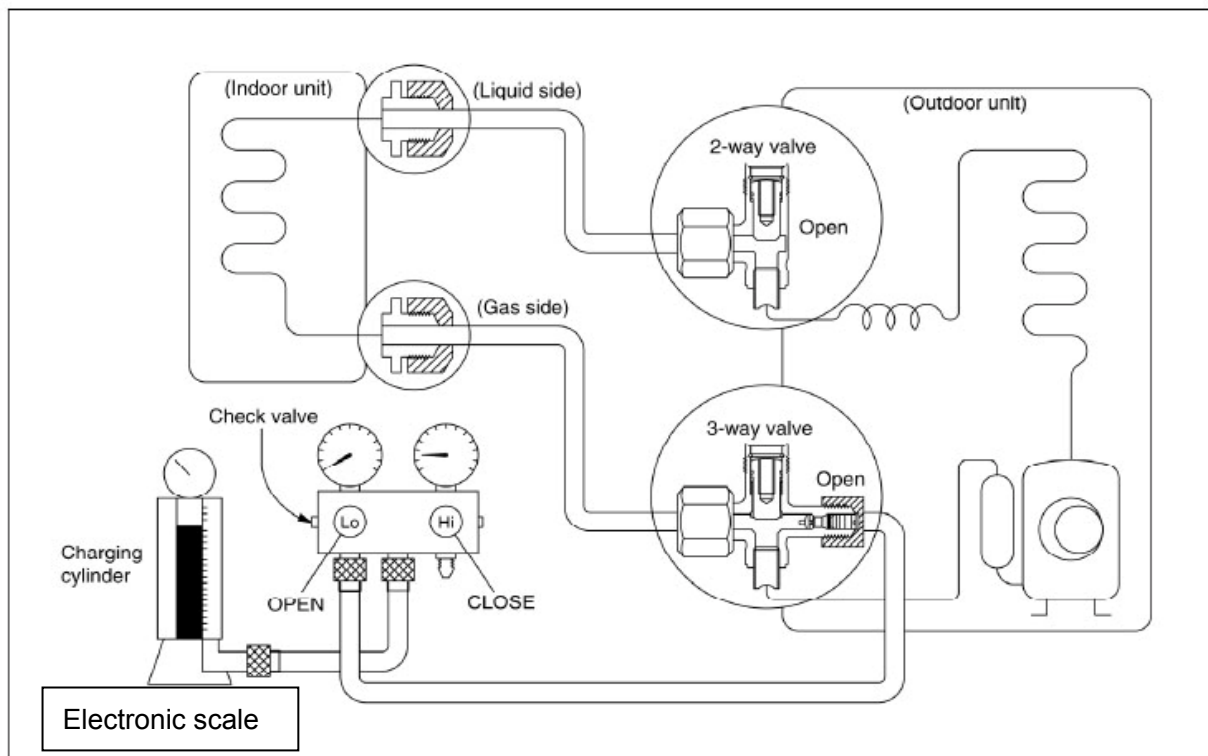 (Indoor unit)
(Liquid side)
(Outdoor unit)
2-way valve
Open
(Gas side)
Check valve
3-way valve
Open
Lo
Hi
Charging
cylinder
OPEN
CLOSE
Electronic scale